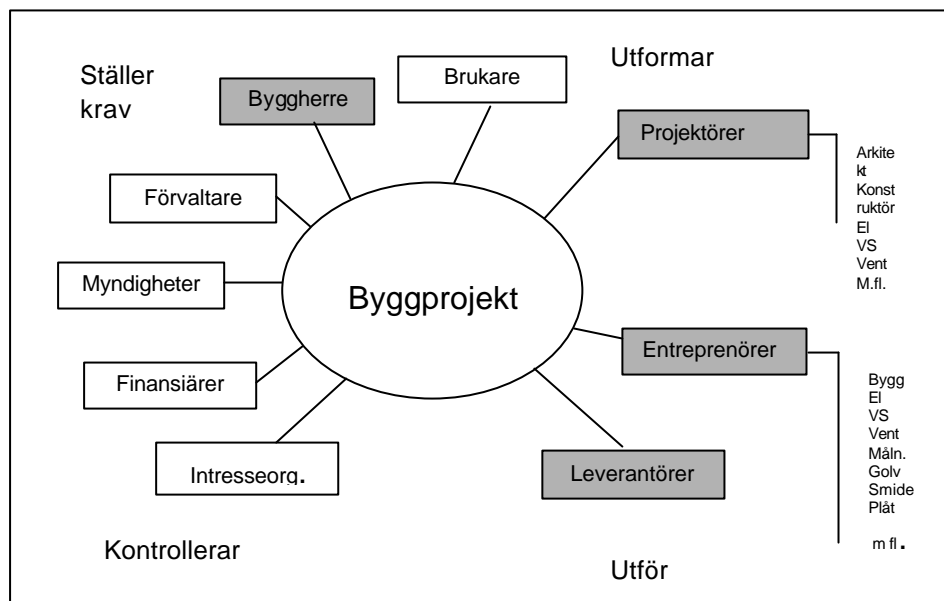 Ställer
krav
Byggherre
Brukare
Utformar
Projektörer
Arkite
kt
Konst
ruktör
El
VS
Vent
M.fl.
Förvaltare
Myndigheter
Byggprojekt
Finansiärer
Entreprenörer
Bygg
El
VS
Vent
Måln.
Golv
Smide
Plåt
m fl.
Intresseorg.
Leverantörer
Kontrollerar
Utför